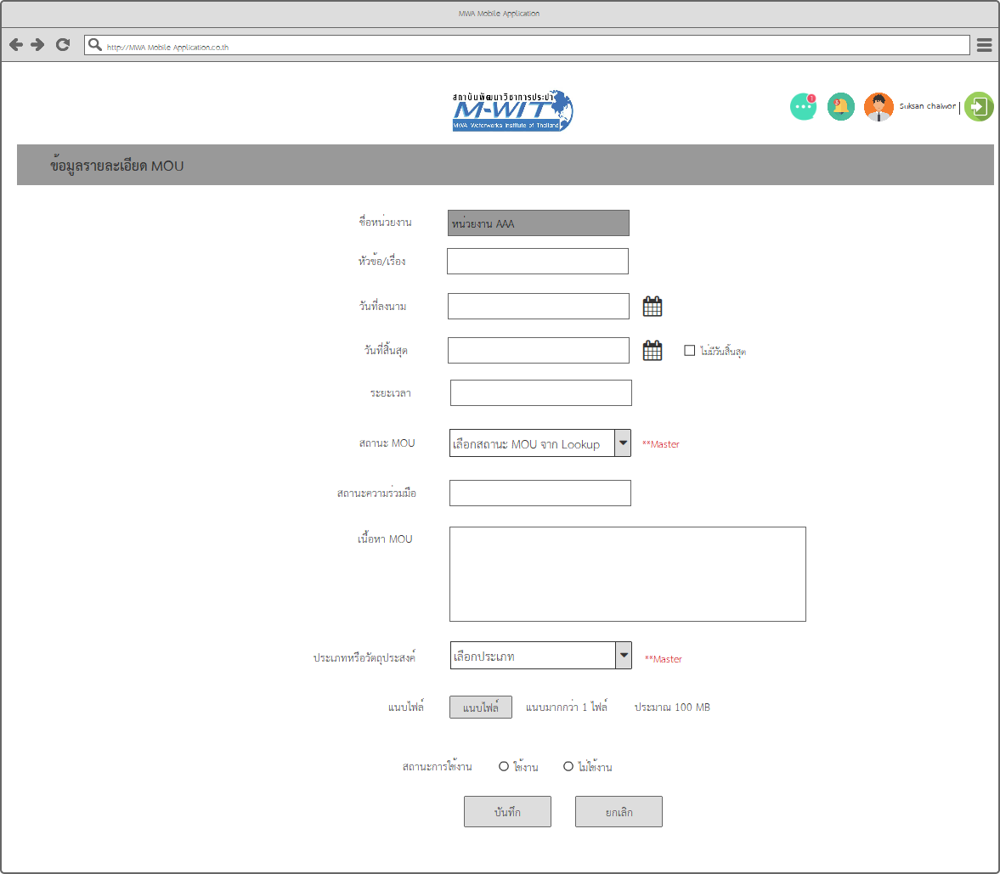 MWA Mobile Application
http://MWA Mobile Application.co.th
สถาบันพัฒนาวิชาการประปา
M-WIT
MWA Waterworks Institute of Thailand
1
3
Suksan chaiwon |
ข้อมูลรายละเอียด MOU
ชื่อหน่วยงาน หน่วยงาน AAA
หัวข้อ/เรื่อง
วันที่ลงนาม
วันที่สิ้นสุด ไม่มีวันสิ้นสุด
ระยะเวลา
สถานะ MOU เลือกสถานะ MOU จาก Lookup **Master
สถานะความร่วมมือ
เนื้อหา MOU
ประเภทหรือวัตถุประสงค์ เลือกประเภท **Master
แนบไฟล์ แนบไฟล์ แนบมากกว่า 1 ไฟล์ ประมาณ 100 MB
สถานะการใช้งาน ใช้งาน ไม่ใช้งาน
บันทึก ยกเลิก